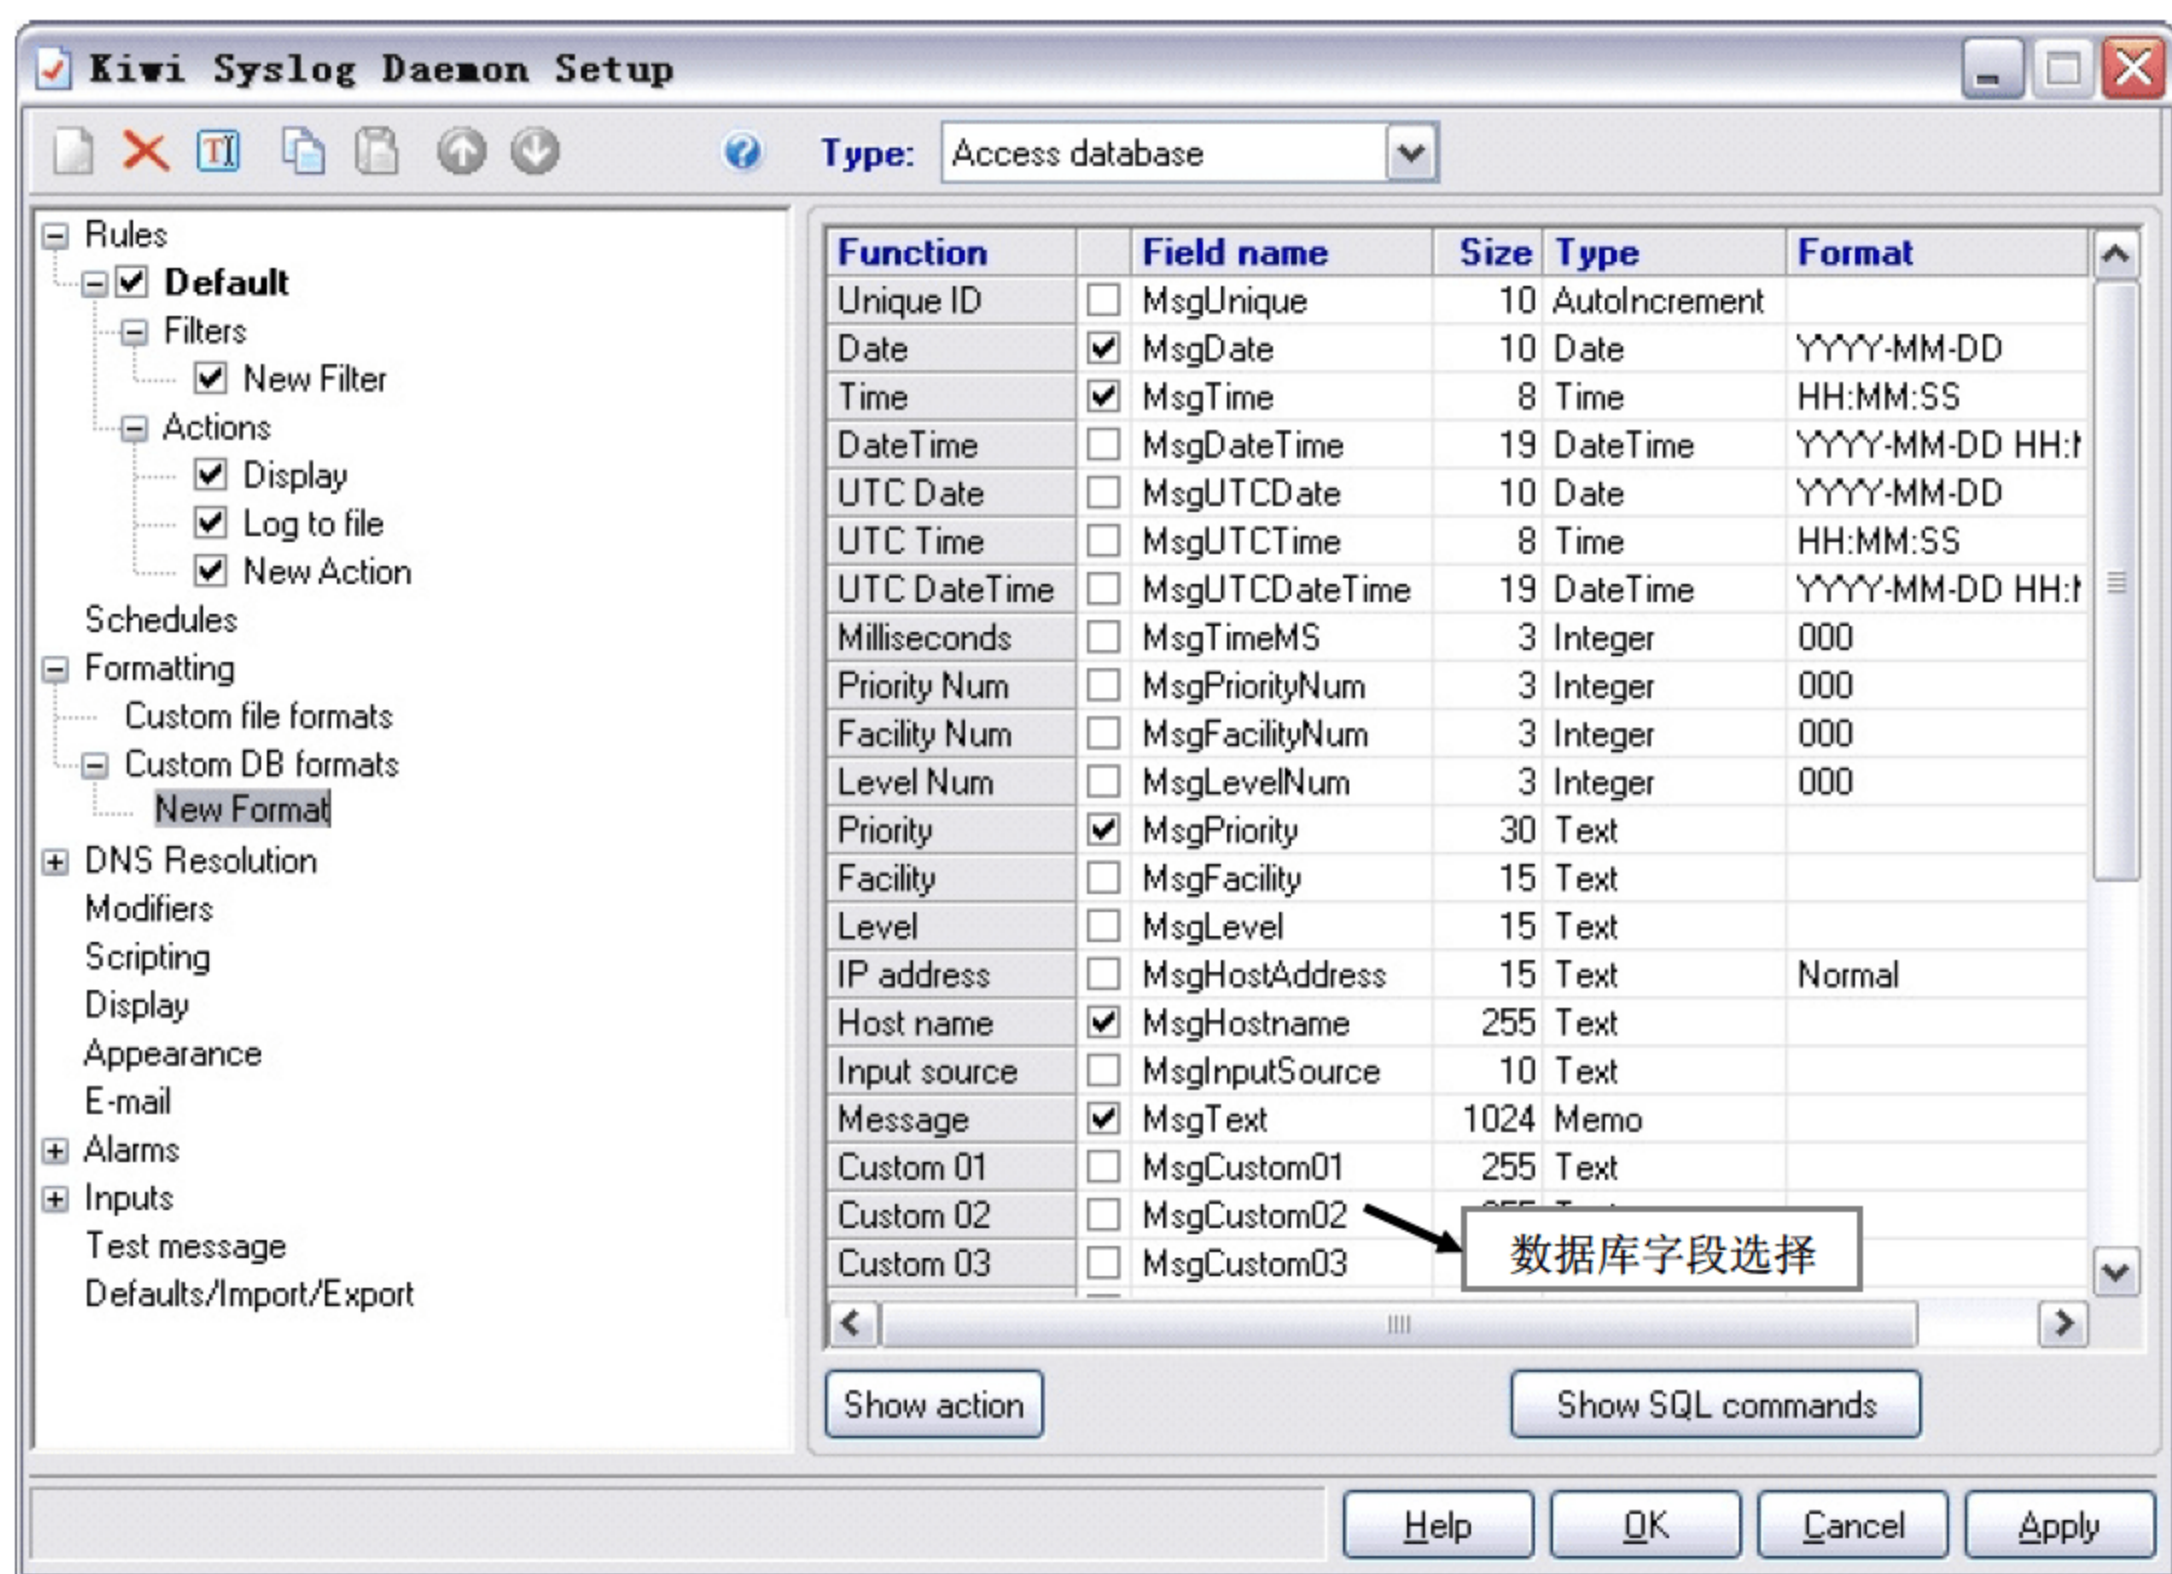 Kiwi Syslog Daemon Setup
Type: Access database
Rules
Default
Filters
New Filter
Actions
Display
Log to file
New Action
Schedules
Formatting
Custom file formats
Custom DB formats
New Format
DNS Resolution
Modifiers
Scripting
Display
Appearance
E-mail
Alarms
Inputs
Test message
Defaults/Import/Export
Function Field name Size Type Format
Unique ID MsgUnique 10 AutoIncrement
Date MsgDate 10 Date YYYY-MM-DD
Time MsgTime 8 Time HH:MM:SS
DateTime MsgDateTime 19 DateTime YYYY-MM-DD HH:
UTC Date MsgUTCDate 10 Date YYYY-MM-DD
UTC Time MsgUTCTime 8 Time HH:MM:SS
UTC DateTime MsgUTCDateTime 19 DateTime YYYY-MM-DD HH:
Milliseconds MsgTimeMS 3 Integer 000
Priority Num MsgPriorityNum 3 Integer 000
Facility Num MsgFacilityNum 3 Integer 000
Level Num MsgLevelNum 3 Integer 000
Priority MsgPriority 30 Text
Facility MsgFacility 15 Text
Level MsgLevel 15 Text
IP address MsgHostAddress 15 Text Normal
Host name MsgHostname 255 Text
Input source MsgInputSource 10 Text
Message MsgText 1024 Memo
Custom 01 MsgCustom01 255 Text
Custom 02 MsgCustom02
Custom 03 MsgCustom03
数据库字段选择
Show action Show SQL commands
Help OK Cancel Apply